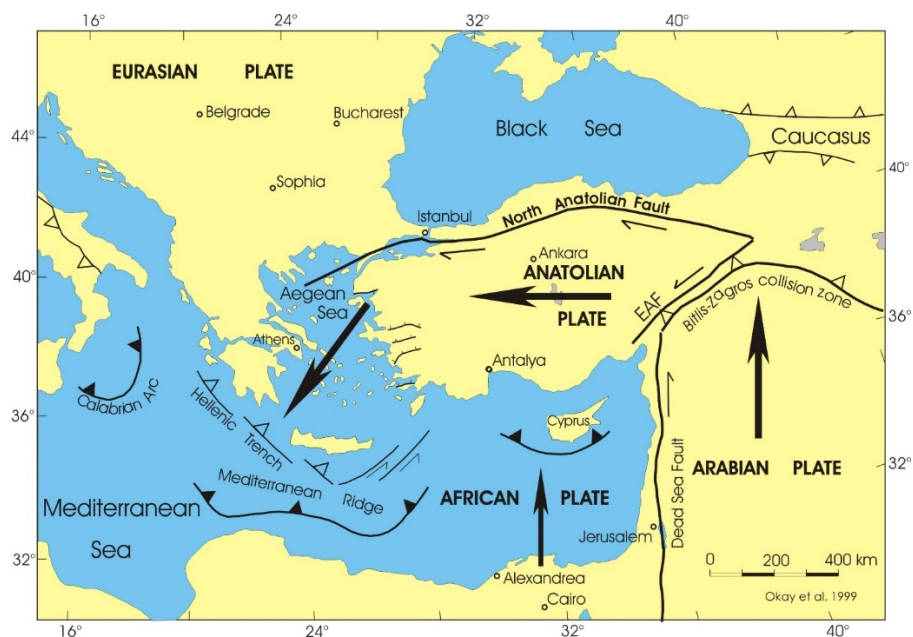 16° 24° 32° 40°
EURASIAN PLATE
Belgrade
Bucharest
44°
Black Sea
Caucasus
40°
Sophia
Istanbul
North Anatolian Fault
Ankara
ANATOLIAN
PLATE
40°
Aegean
Sea
EAF
Bitlis-Zagros collision zone
36°
Athens
Antalya
Calabrian Arc
36°
Hellenic
Trench
Cyprus
Mediterranean Ridge
AFRICAN PLATE
ARABIAN PLATE
32°
Dead Sea Fault
Mediterranean
Sea
Jerusalem
0 200 400 km
32°
Alexandrea
Cairo
Okay et al. 1999
16° 24° 32° 40°